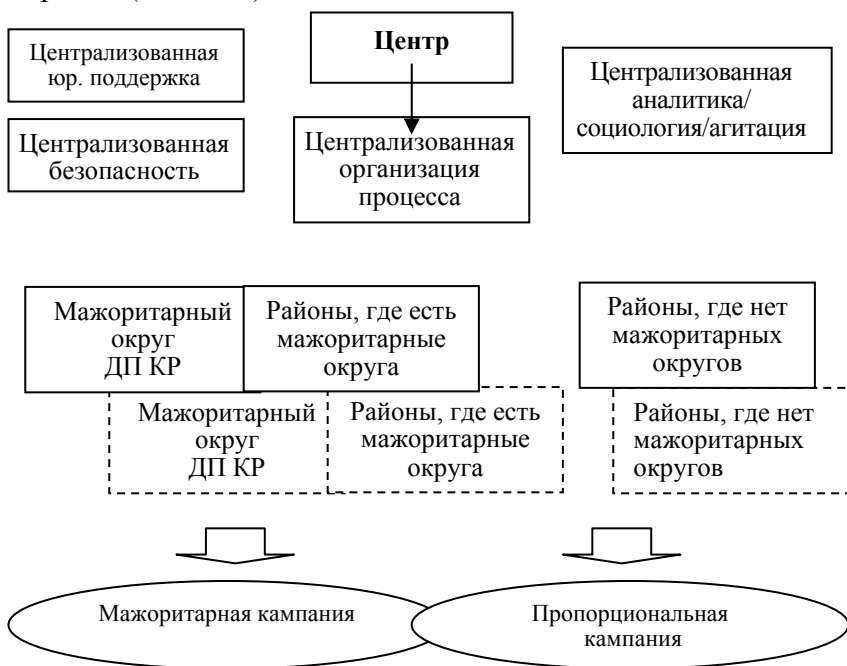 Централизованная
юр. поддержка
Центр
Централизованная
аналитика/
социология/агитация
Централизованная
безопасность
Централизованная
организация
процесса
Мажоритарный
округ
ДП КР
Районы, где есть
мажоритарные
округа
Районы, где нет
мажоритарных
округов
Мажоритарный
округ
ДП КР
Районы, где есть
мажоритарные
округа
Районы, где нет
мажоритарных
округов
Мажоритарная кампания
Пропорциональная
кампания